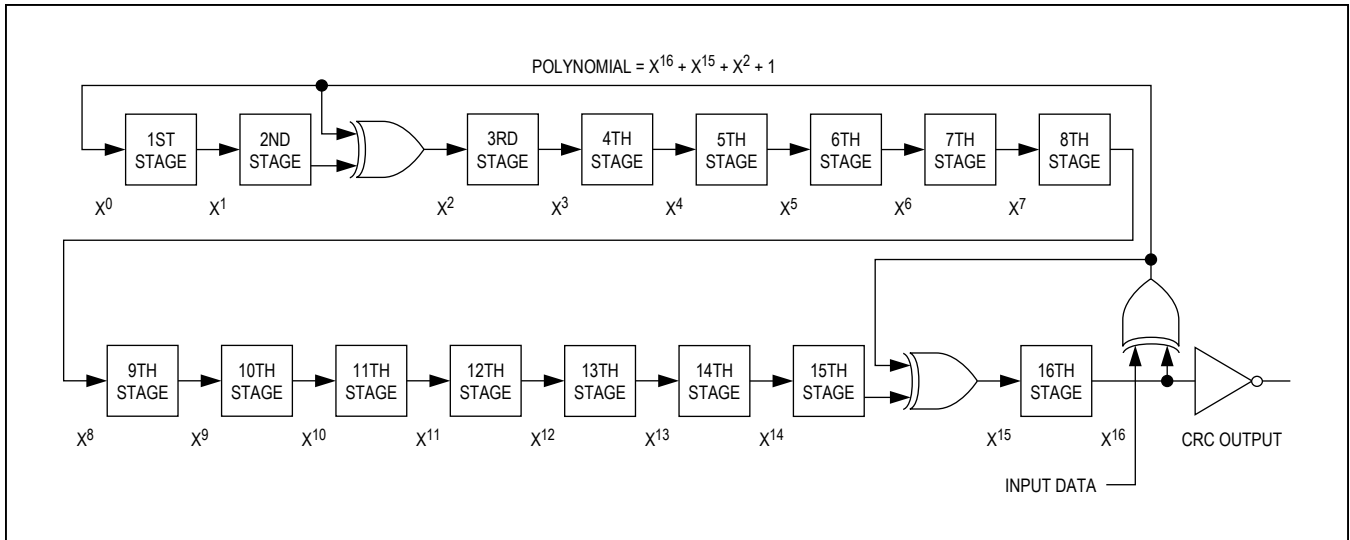 POLYNOMIAL = X¹⁶ + X¹⁵ + X² + 1
1ST
STAGE
2ND
STAGE
3RD
STAGE
4TH
STAGE
5TH
STAGE
6TH
STAGE
7TH
STAGE
8TH
STAGE
X⁰
X¹
X²
X³
X⁴
X⁵
X⁶
X⁷
9TH
STAGE
10TH
STAGE
11TH
STAGE
12TH
STAGE
13TH
STAGE
14TH
STAGE
15TH
STAGE
16TH
STAGE
X⁸
X⁹
X¹⁰
X¹¹
X¹²
X¹³
X¹⁴
X¹⁵
X¹⁶
CRC OUTPUT
INPUT DATA